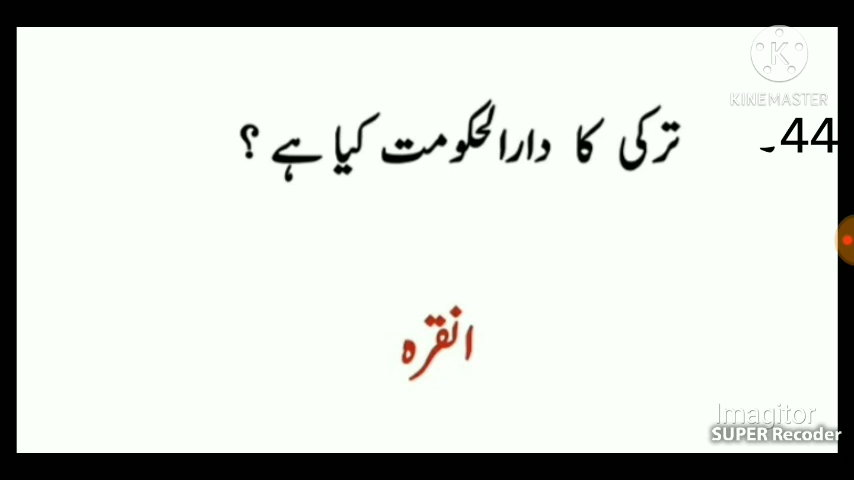 KINEMASTER
44۔ ترکی کا دارالحکومت کیا ہے ؟
انقرہ
Imagitor
SUPER Recoder